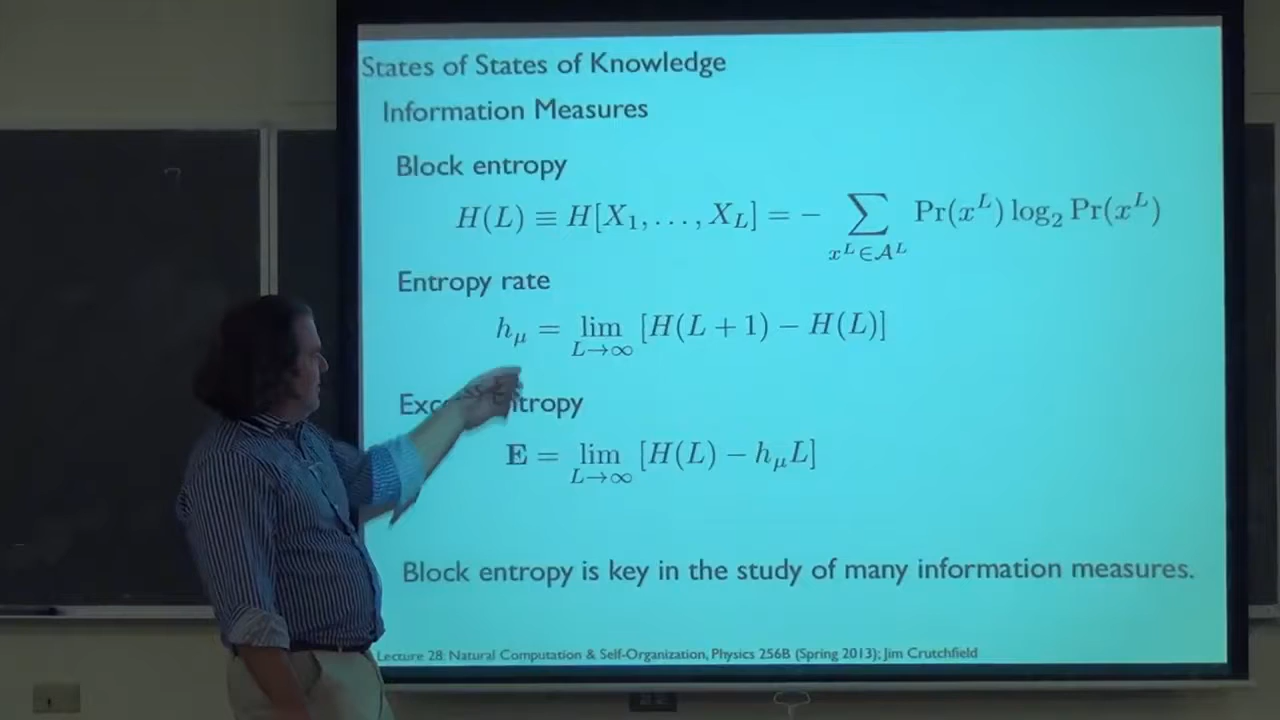 States of States of Knowledge
Information Measures
Block entropy
H(L) ≡ H[X₁, . . . , X_L] = − ∑_{x^L ∈ 𝒜^L} Pr(x^L) log₂ Pr(x^L)
Entropy rate
h_μ = lim_{L→∞} [H(L + 1) − H(L)]
E = lim_{L→∞} [H(L) − h_μ L]
Block entropy is key in the study of many information measures.
Lecture 28: Natural Computation & Self-Organization, Physics 256B (Spring 2013); Jim Crutchfield